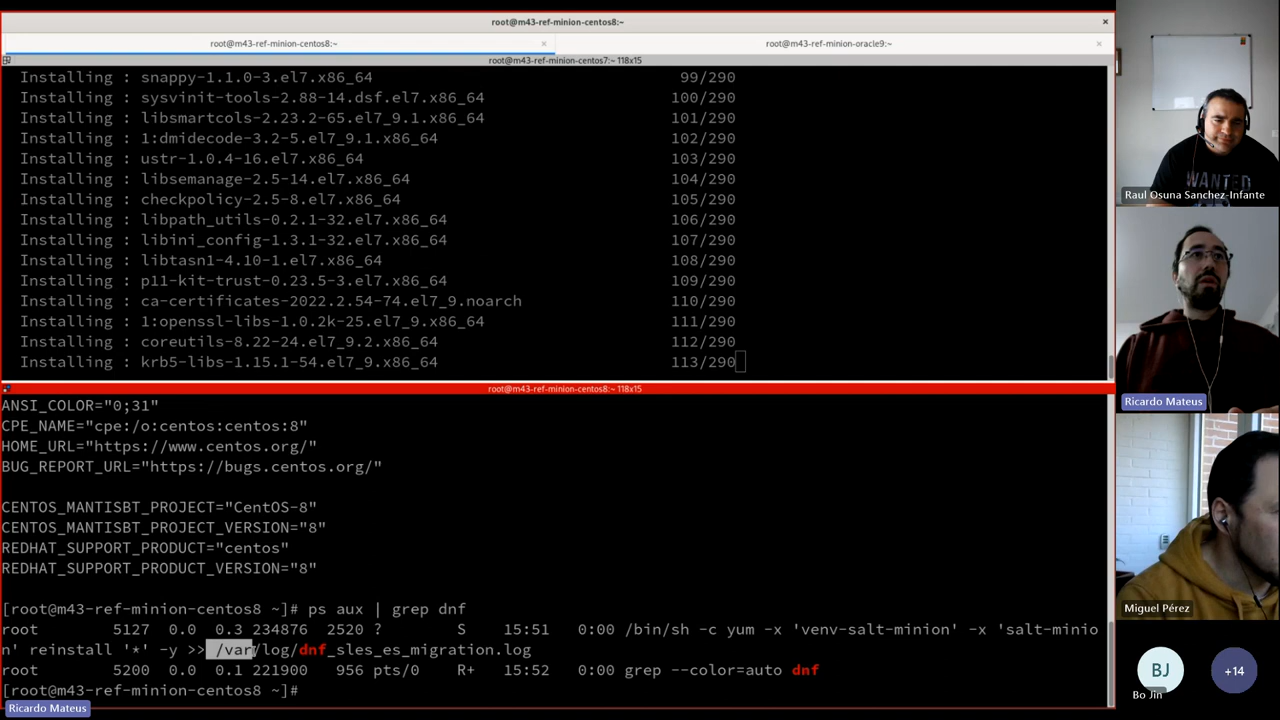 root@m43-ref-minion-centos8:~
root@m43-ref-minion-centos8:~ × root@m43-ref-minion-oracle9:~ ×
root@m43-ref-minion-centos7:~ 118x15
Installing : snappy-1.1.0-3.el7.x86_64 99/290
Installing : sysvinit-tools-2.88-14.dsf.el7.x86_64 100/290
Installing : libsmartcols-2.23.2-65.el7_9.1.x86_64 101/290
Installing : 1:dmidecode-3.2-5.el7_9.1.x86_64 102/290
Installing : ustr-1.0.4-16.el7.x86_64 103/290
Installing : libsemanage-2.5-14.el7.x86_64 104/290
Installing : checkpolicy-2.5-8.el7.x86_64 105/290
Installing : libpath_utils-0.2.1-32.el7.x86_64 106/290
Installing : libini_config-1.3.1-32.el7.x86_64 107/290
Installing : libtasn1-4.10-1.el7.x86_64 108/290
Installing : p11-kit-trust-0.23.5-3.el7.x86_64 109/290
Installing : ca-certificates-2022.2.54-74.el7_9.noarch 110/290
Installing : 1:openssl-libs-1.0.2k-25.el7_9.x86_64 111/290
Installing : coreutils-8.22-24.el7_9.2.x86_64 112/290
Installing : krb5-libs-1.15.1-54.el7_9.x86_64 113/290
root@m43-ref-minion-centos8:~ 118x15
ANSI_COLOR="0;31"
CPE_NAME="cpe:/o:centos:centos:8"
HOME_URL="https://www.centos.org/"
BUG_REPORT_URL="https://bugs.centos.org/"
CENTOS_MANTISBT_PROJECT="CentOS-8"
CENTOS_MANTISBT_PROJECT_VERSION="8"
REDHAT_SUPPORT_PRODUCT="centos"
REDHAT_SUPPORT_PRODUCT_VERSION="8"
[root@m43-ref-minion-centos8 ~]# ps aux | grep dnf
root 5127 0.0 0.3 234876 2520 ? S 15:51 0:00 /bin/sh -c yum -x 'venv-salt-minion' -x 'salt-minio
n' reinstall '*' -y >> /var/log/dnf_sles_es_migration.log
root 5200 0.0 0.1 221900 956 pts/0 R+ 15:52 0:00 grep --color=auto dnf
[root@m43-ref-minion-centos8 ~]#
Ricardo Mateus
WANTED
Raul Osuna Sanchez-Infante
Ricardo Mateus
Miguel Pérez
BJ
Bo Jin
+14